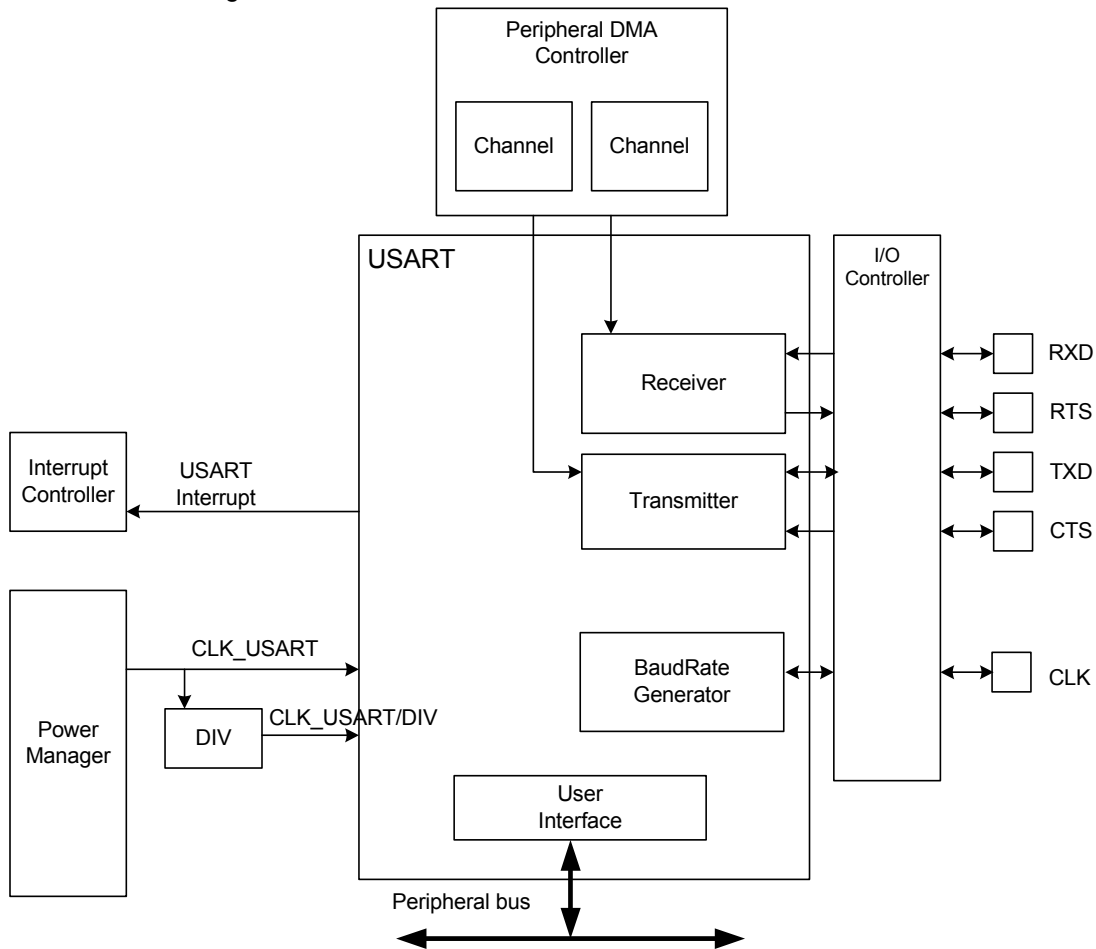 Peripheral DMA
Controller
Channel
Channel
USART
I/O
Controller
Receiver
RXD
RTS
Interrupt
Controller
USART
Interrupt
Transmitter
TXD
CTS
CLK_USART
BaudRate
Generator
CLK
Power
Manager
DIV
CLK_USART/DIV
User
Interface
Peripheral bus